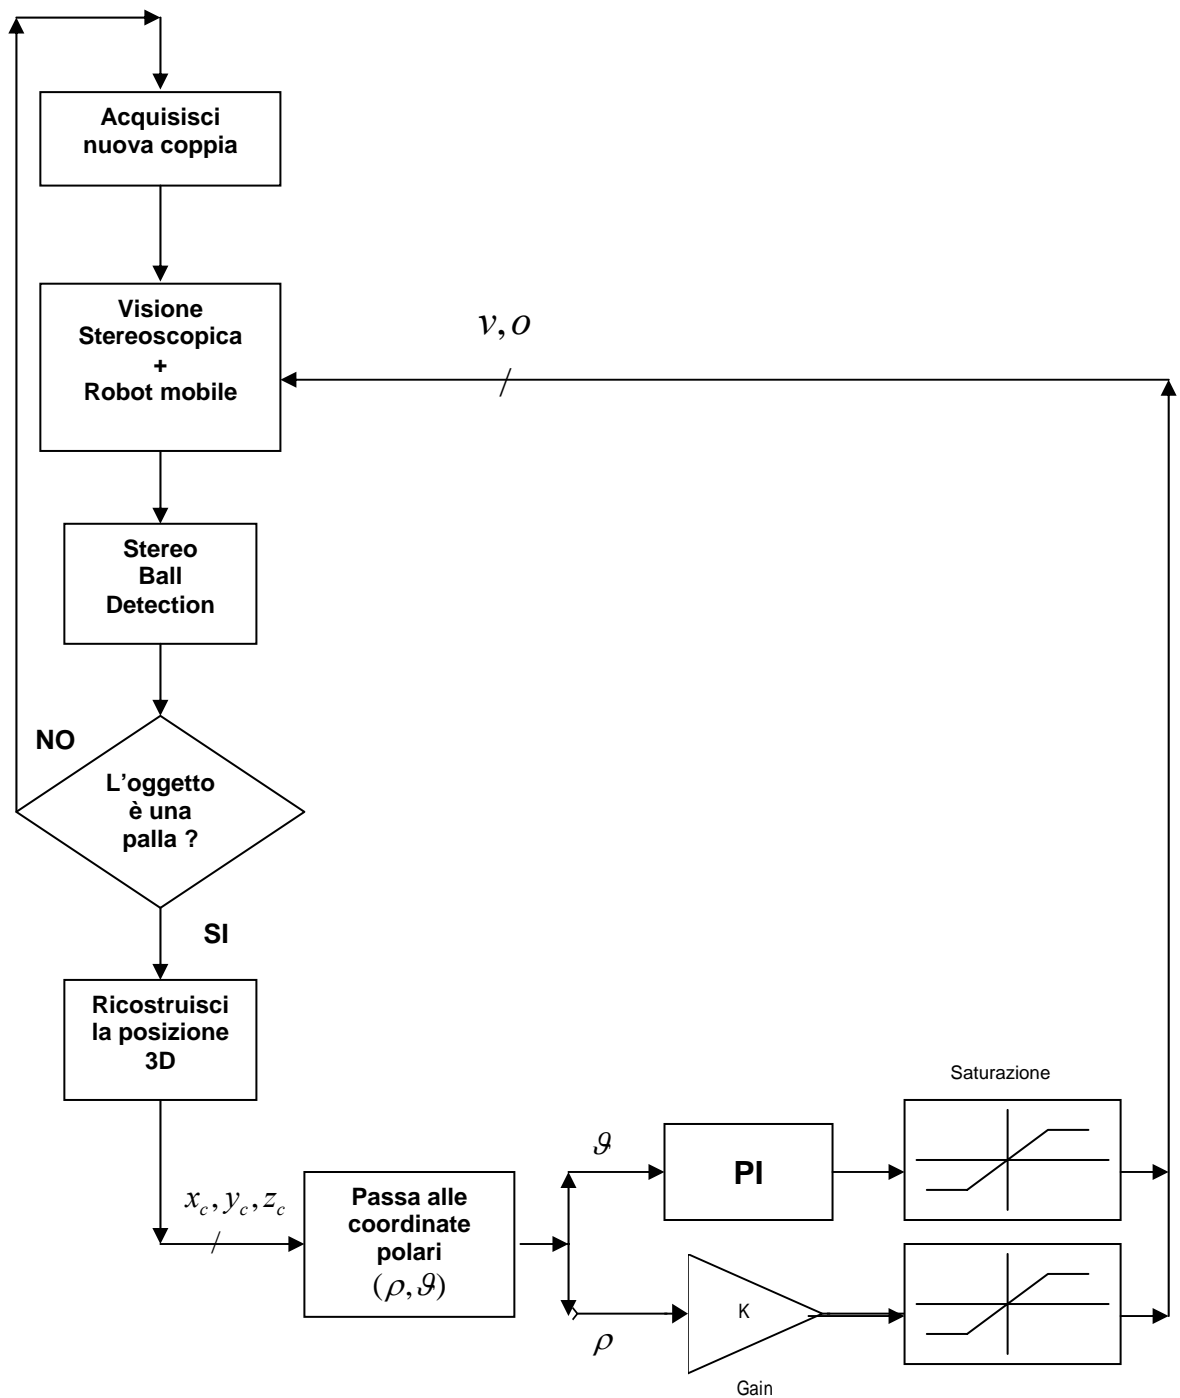 Acquisisci
nuova coppia
Visione
Stereoscopica
+
Robot mobile
v, o
Stereo
Ball
Detection
NO
L'oggetto
è una
palla ?
SI
Ricostruisci
la posizione
3D
x_c, y_c, z_c
Passa alle
coordinate
polari
(ρ, ϑ)
ϑ
PI
Saturazione
ρ
K
Gain